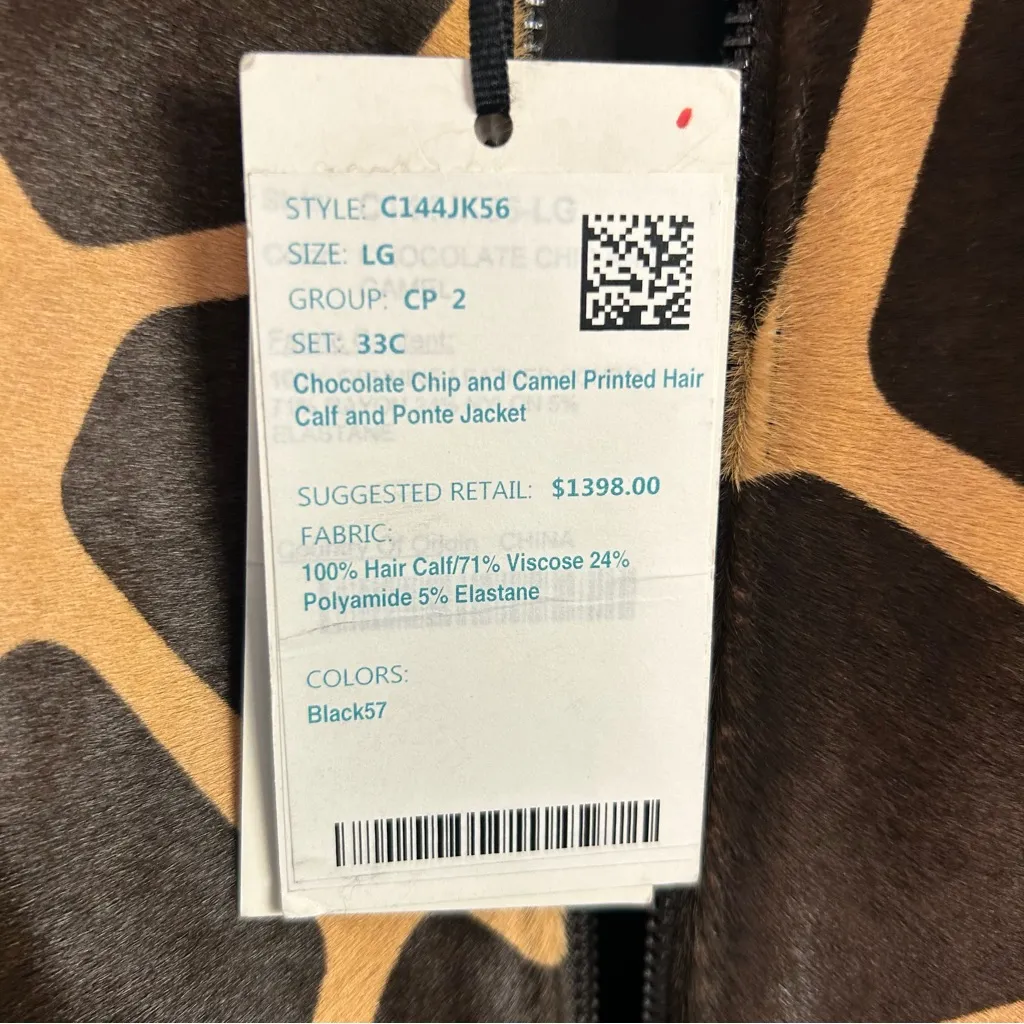 STYLE: C144JK56
SIZE: LG
GROUP: CP 2
SET: 33C
Chocolate Chip and Camel Printed Hair
Calf and Ponte Jacket
SUGGESTED RETAIL: $1398.00
FABRIC:
100% Hair Calf/71% Viscose 24%
Polyamide 5% Elastane
COLORS:
Black57